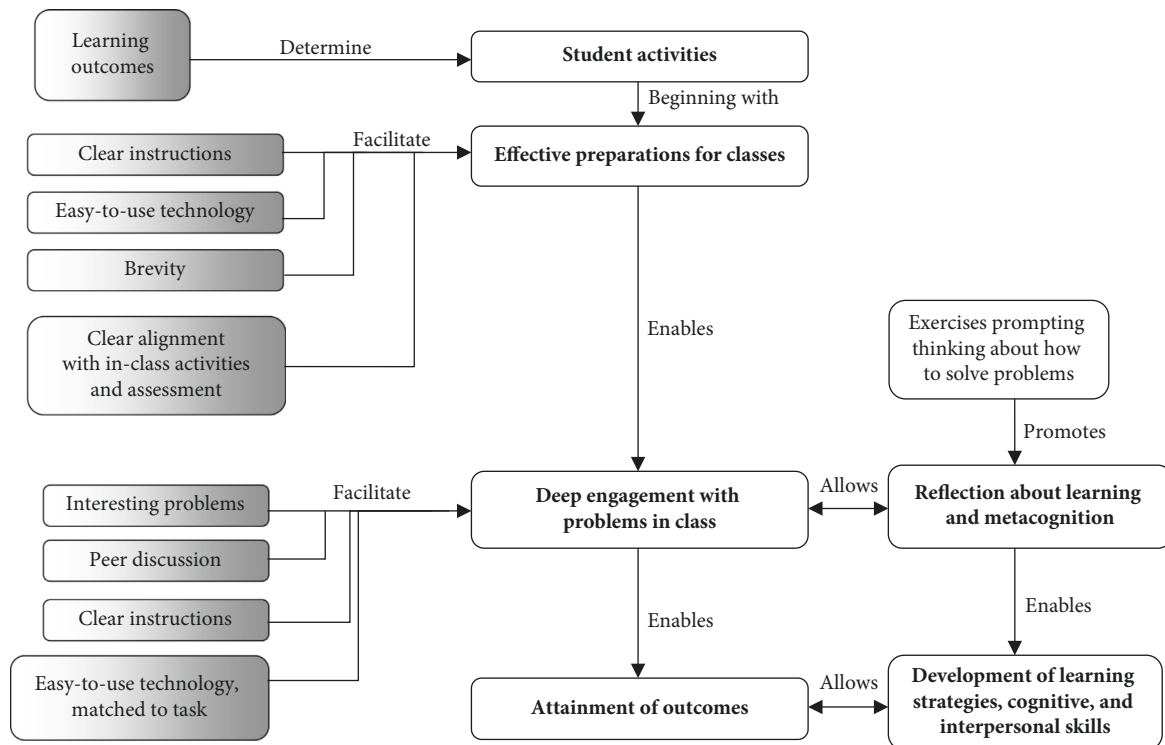 Learning
outcomes
Determine
Student activities
Beginning with
Clear instructions
Facilitate
Effective preparations for classes
Easy-to-use technology
Brevity
Clear alignment
with in-class activities
and assessment
Enables
Exercises prompting
thinking about how
to solve problems
Promotes
Interesting problems
Facilitate
Deep engagement with
problems in class
Allows
Reflection about learning
and metacognition
Peer discussion
Clear instructions
Enables
Enables
Easy-to-use technology,
matched to task
Attainment of outcomes
Allows
Development of learning
strategies, cognitive, and
interpersonal skills